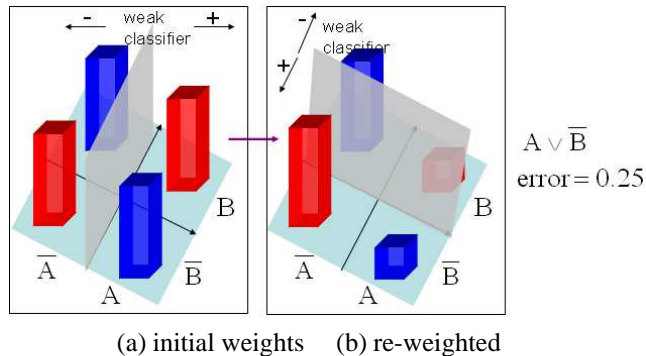 - weak +
classifier
B
A̅
B̅
A
- weak
classifier
+
B
A̅
B̅
A
A ∨ B̅
error = 0.25
(a) initial weights (b) re-weighted